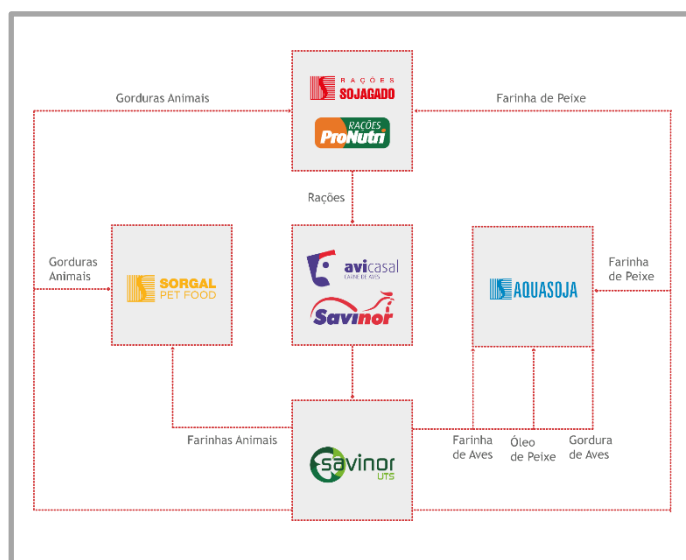 Gorduras Animais
RAÇÕES
SOJAGADO
RAÇÕES
ProNutri
Farinha de Peixe
Rações
Gorduras
Animais
SORGAL
PET FOOD
avicasal
CARNE DE AVES
Savinor
AQUASOJA
Farinha
de Peixe
Farinhas Animais
savinor
UTS
Farinha
de Aves
Óleo
de Peixe
Gordura
de Aves